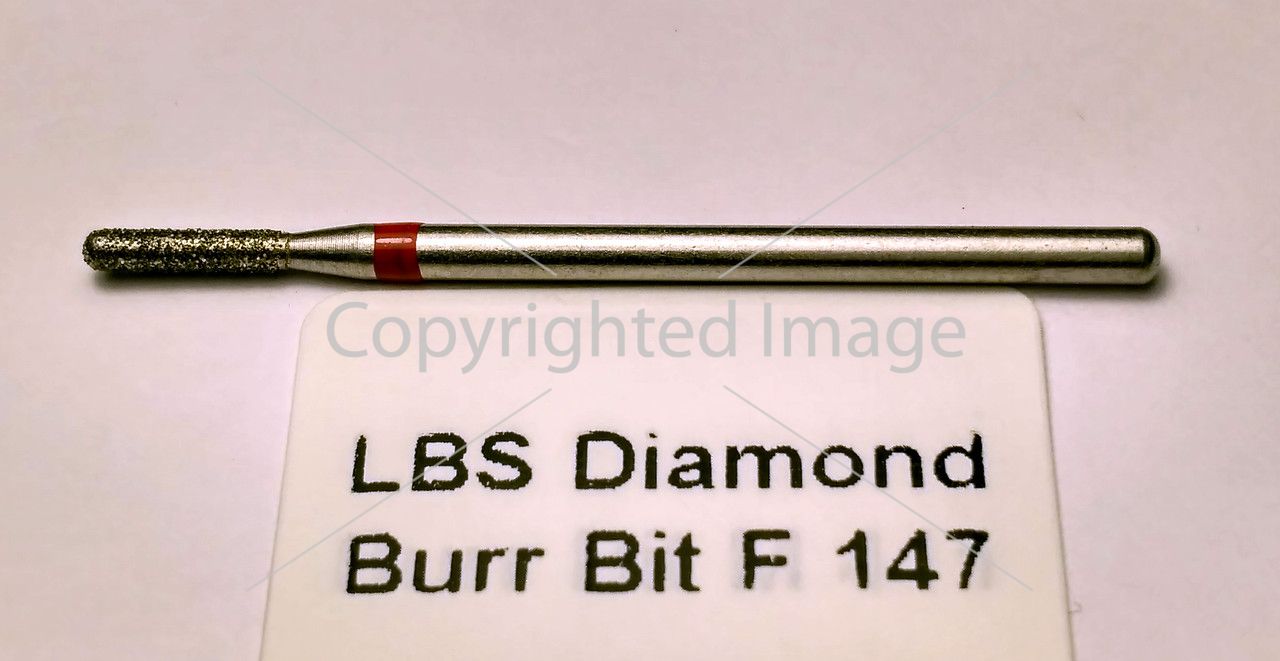 Copyrighted Image
LBS Diamond
Burr Bit F 147